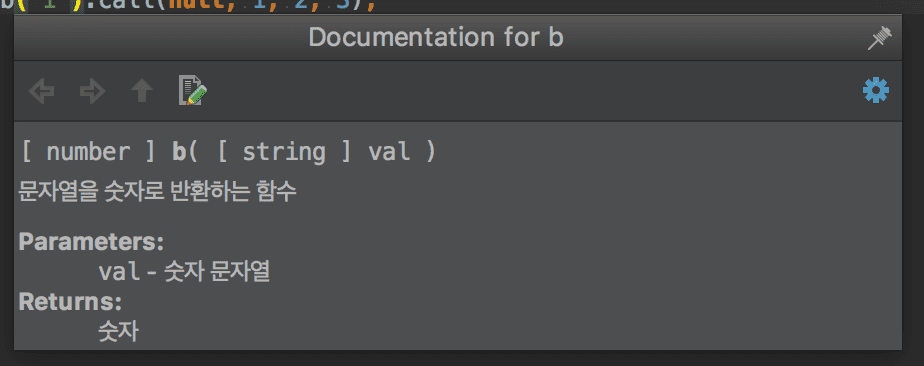 b( 1 ).call(null, 1, 2, 3);
Documentation for b
[ number ] b( [ string ] val )
문자열을 숫자로 반환하는 함수
Parameters:
val - 숫자 문자열
Returns:
숫자